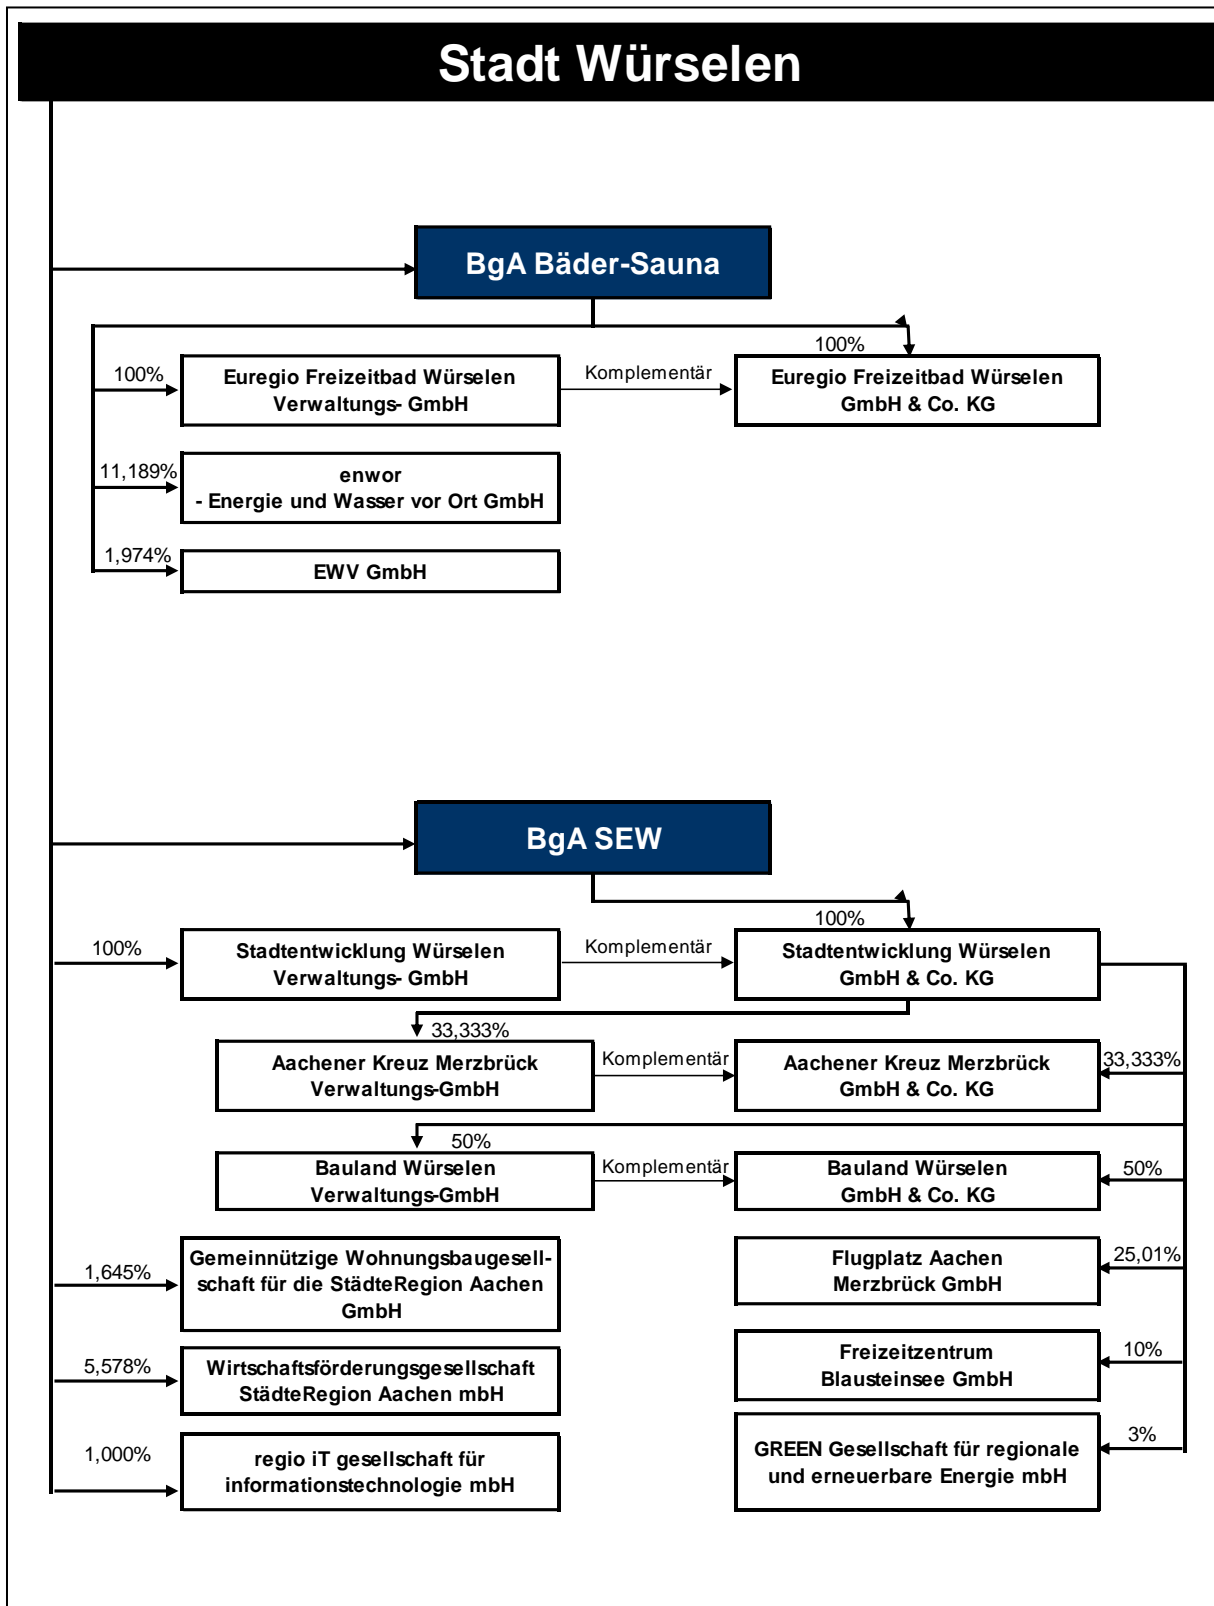 Stadt Würselen
BgA Bäder-Sauna
100%
100%
Euregio Freizeitbad Würselen
Verwaltungs- GmbH
Komplementär
Euregio Freizeitbad Würselen
GmbH & Co. KG
11,189%
enwor
- Energie und Wasser vor Ort GmbH
1,974%
EWV GmbH
BgA SEW
100%
100%
Stadtentwicklung Würselen
Verwaltungs- GmbH
Komplementär
Stadtentwicklung Würselen
GmbH & Co. KG
33,333%
Aachener Kreuz Merzbrück
Verwaltungs-GmbH
Komplementär
Aachener Kreuz Merzbrück
GmbH & Co. KG
33,333%
50%
Bauland Würselen
Verwaltungs-GmbH
Komplementär
Bauland Würselen
GmbH & Co. KG
50%
1,645%
Gemeinnützige Wohnungsbaugesell-
schaft für die StädteRegion Aachen
GmbH
Flugplatz Aachen
Merzbrück GmbH
25,01%
5,578%
Wirtschaftsförderungsgesellschaft
StädteRegion Aachen mbH
Freizeitzentrum
Blausteinsee GmbH
10%
1,000%
regio iT gesellschaft für
informationstechnologie mbH
GREEN Gesellschaft für regionale
und erneuerbare Energie mbH
3%